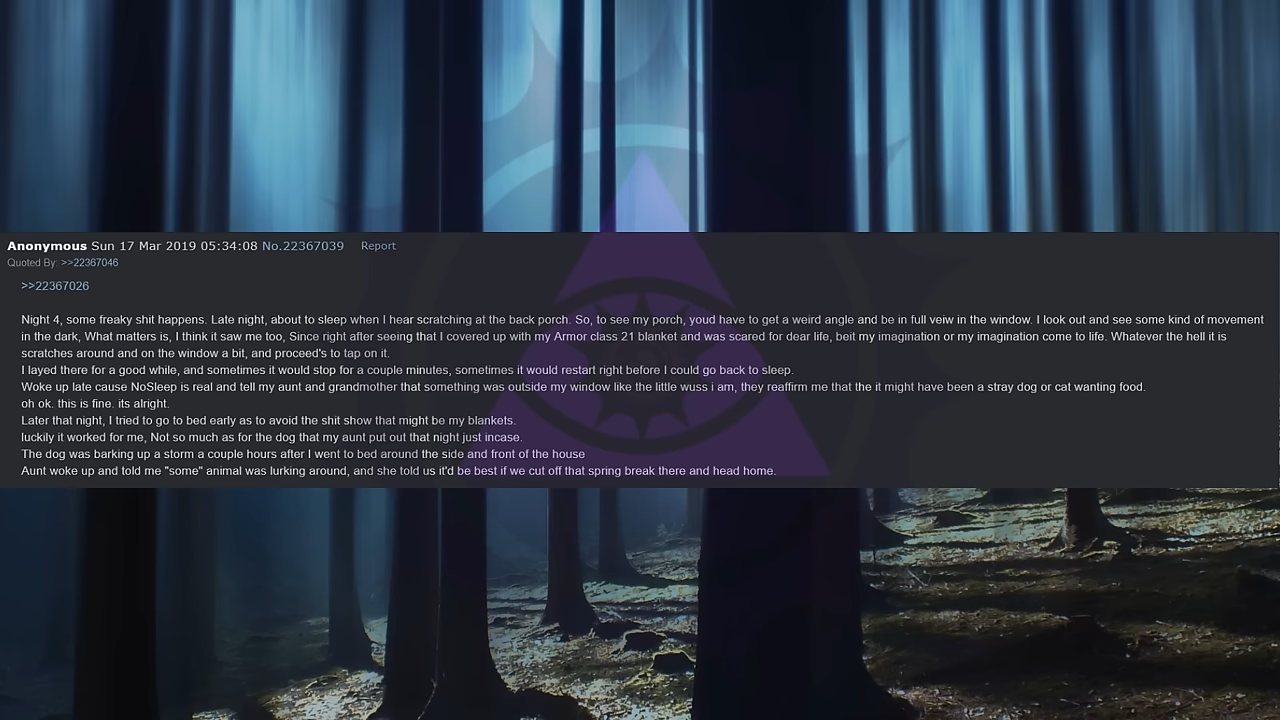 Anonymous Sun 17 Mar 2019 05:34:08 No.22367039 Report
Quoted By: >>22367046
>>22367026
Night 4, some freaky shit happens. Late night, about to sleep when I hear scratching at the back porch. So, to see my porch, youd have to get a weird angle and be in full veiw in the window. I look out and see some kind of movement
in the dark, What matters is, I think it saw me too, Since right after seeing that I covered up with my Armor class 21 blanket and was scared for dear life, beit my imagination or my imagination come to life. Whatever the hell it is
scratches around and on the window a bit, and proceed's to tap on it.
I layed there for a good while, and sometimes it would stop for a couple minutes, sometimes it would restart right before I could go back to sleep.
Woke up late cause NoSleep is real and tell my aunt and grandmother that something was outside my window like the little wuss i am, they reaffirm me that the it might have been a stray dog or cat wanting food.
oh ok. this is fine. its alright.
Later that night, I tried to go to bed early as to avoid the shit show that might be my blankets.
luckily it worked for me, Not so much as for the dog that my aunt put out that night just incase.
The dog was barking up a storm a couple hours after I went to bed around the side and front of the house
Aunt woke up and told me "some" animal was lurking around, and she told us it'd be best if we cut off that spring break there and head home.